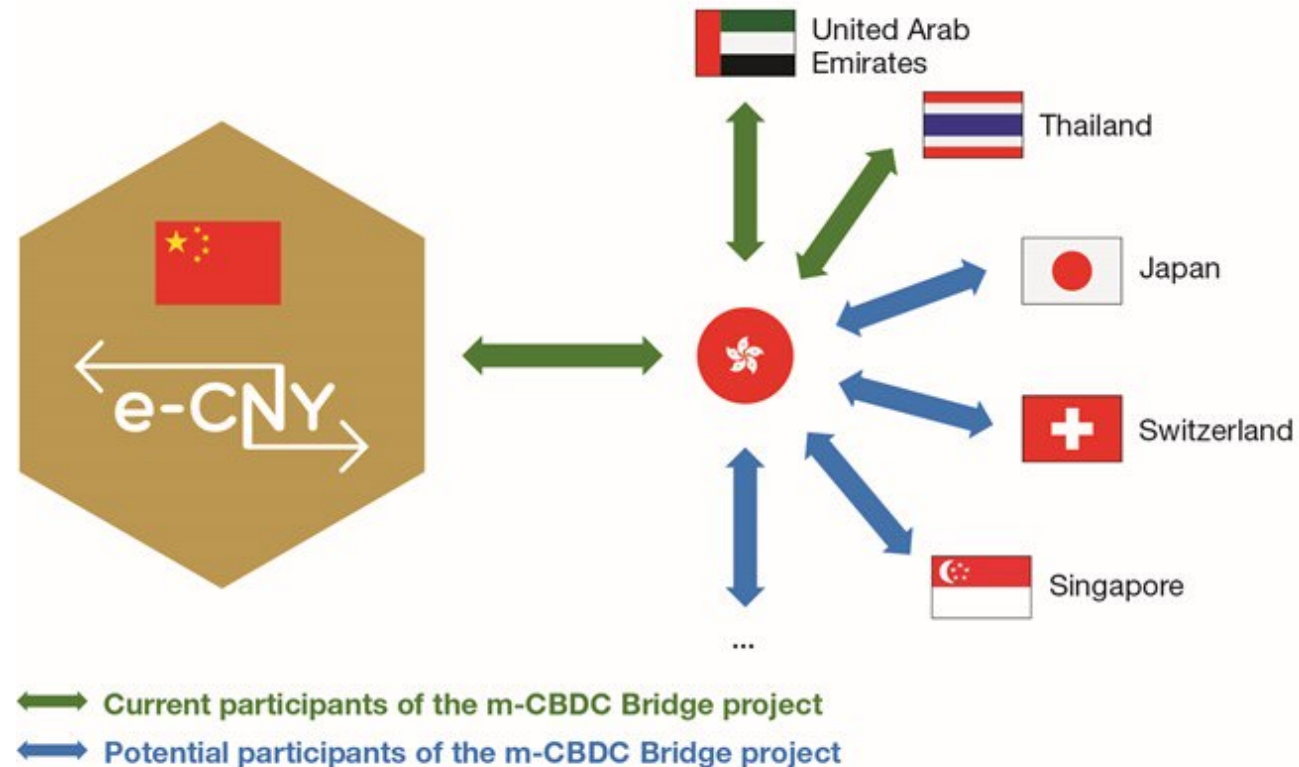 United Arab
Emirates
Thailand
Japan
e-CNY
Switzerland
Singapore
...
Current participants of the m-CBDC Bridge project
Potential participants of the m-CBDC Bridge project